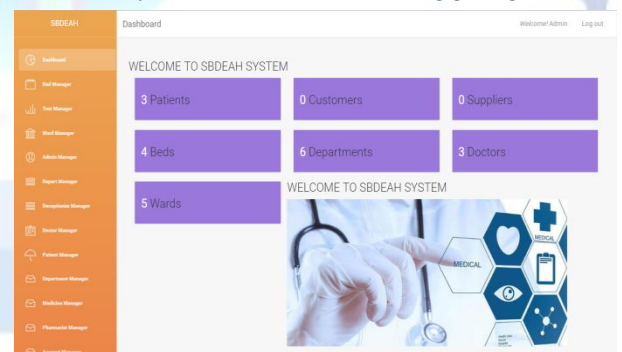 SBDEAH
Dashboard
Welcome! Admin
Log out
Dashboard
Test Manager
Ward Manager
Admin Manager
Report Manager
Receptionist Manager
Doctor Manager
Patient Manager
Department Manager
Medicine Manager
Pharmacist Manager
WELCOME TO SBDEAH SYSTEM
3 Patients
0 Customers
0 Suppliers
4 Beds
6 Departments
3 Doctors
5 Wards
WELCOME TO SBDEAH SYSTEM
MEDICAL
MEDICAL